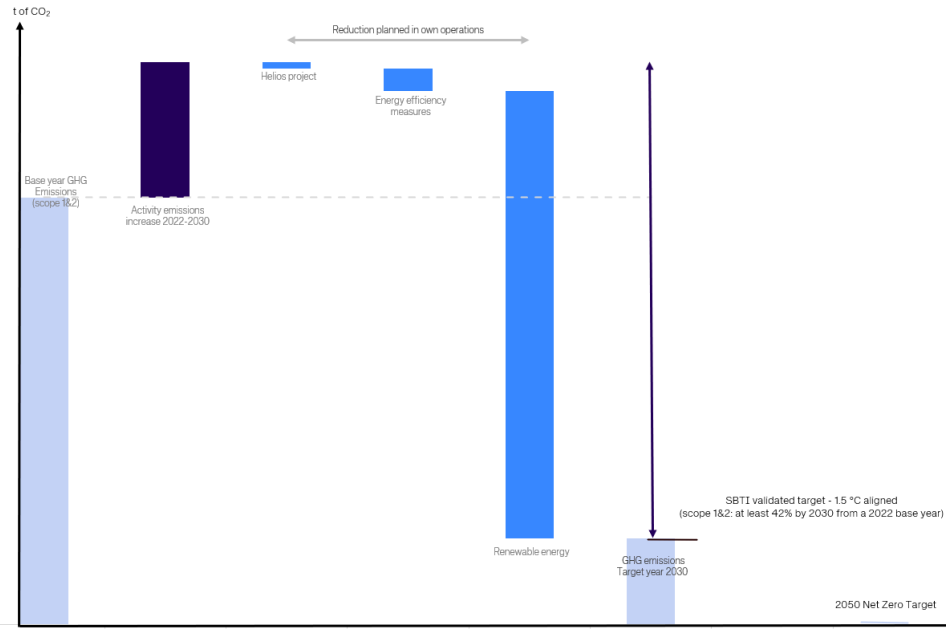 t of CO₂
Reduction planned in own operations
Helios project
Energy efficiency
measures
Base year GHG
Emissions
(scope 1&2)
Activity emissions
increase 2022-2030
SBTI validated target - 1.5 °C aligned
(scope 1&2: at least 42% by 2030 from a 2022 base year)
Renewable energy
GHG emissions
Target year 2030
2050 Net Zero Target